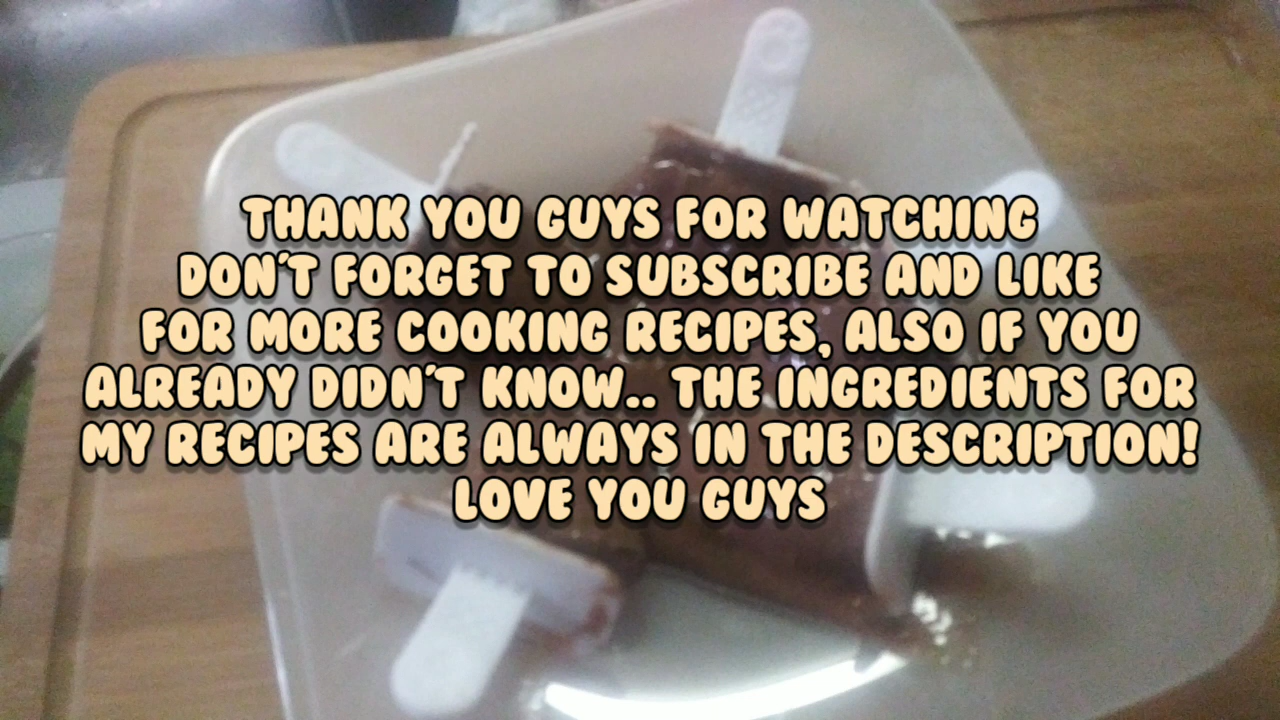 THANK YOU GUYS FOR WATCHING
DON'T FORGET TO SUBSCRIBE AND LIKE
FOR MORE COOKING RECIPES, ALSO IF YOU
ALREADY DIDN'T KNOW.. THE INGREDIENTS FOR
MY RECIPES ARE ALWAYS IN THE DESCRIPTION!
LOVE YOU GUYS